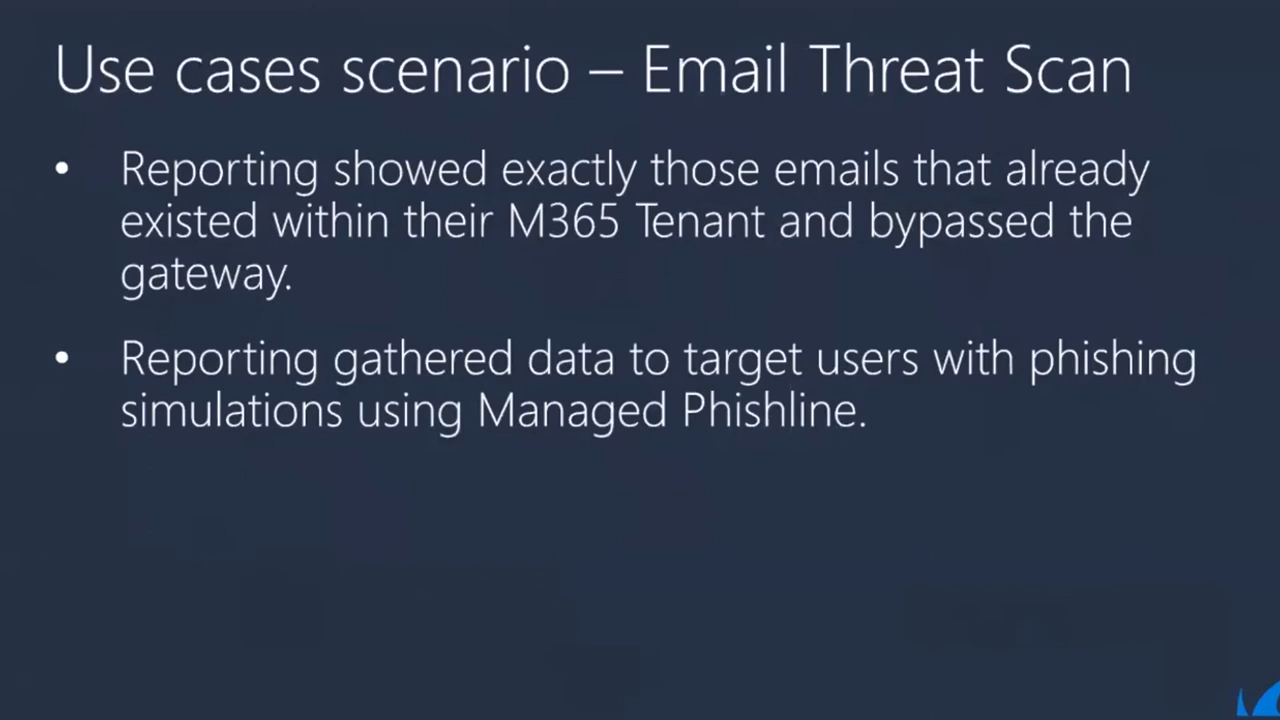 Use cases scenario – Email Threat Scan
• Reporting showed exactly those emails that already
existed within their M365 Tenant and bypassed the
gateway.
• Reporting gathered data to target users with phishing
simulations using Managed Phishline.